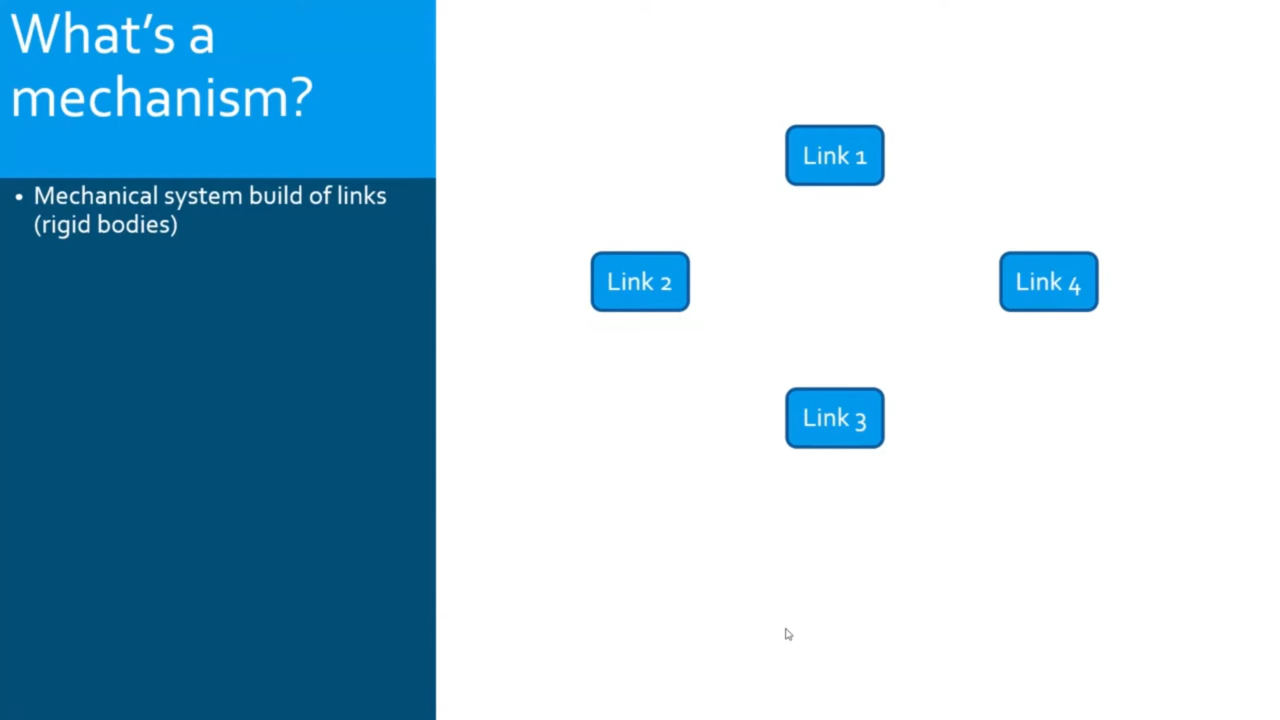 What's a
mechanism?
• Mechanical system build of links
(rigid bodies)
Link 1
Link 2
Link 4
Link 3